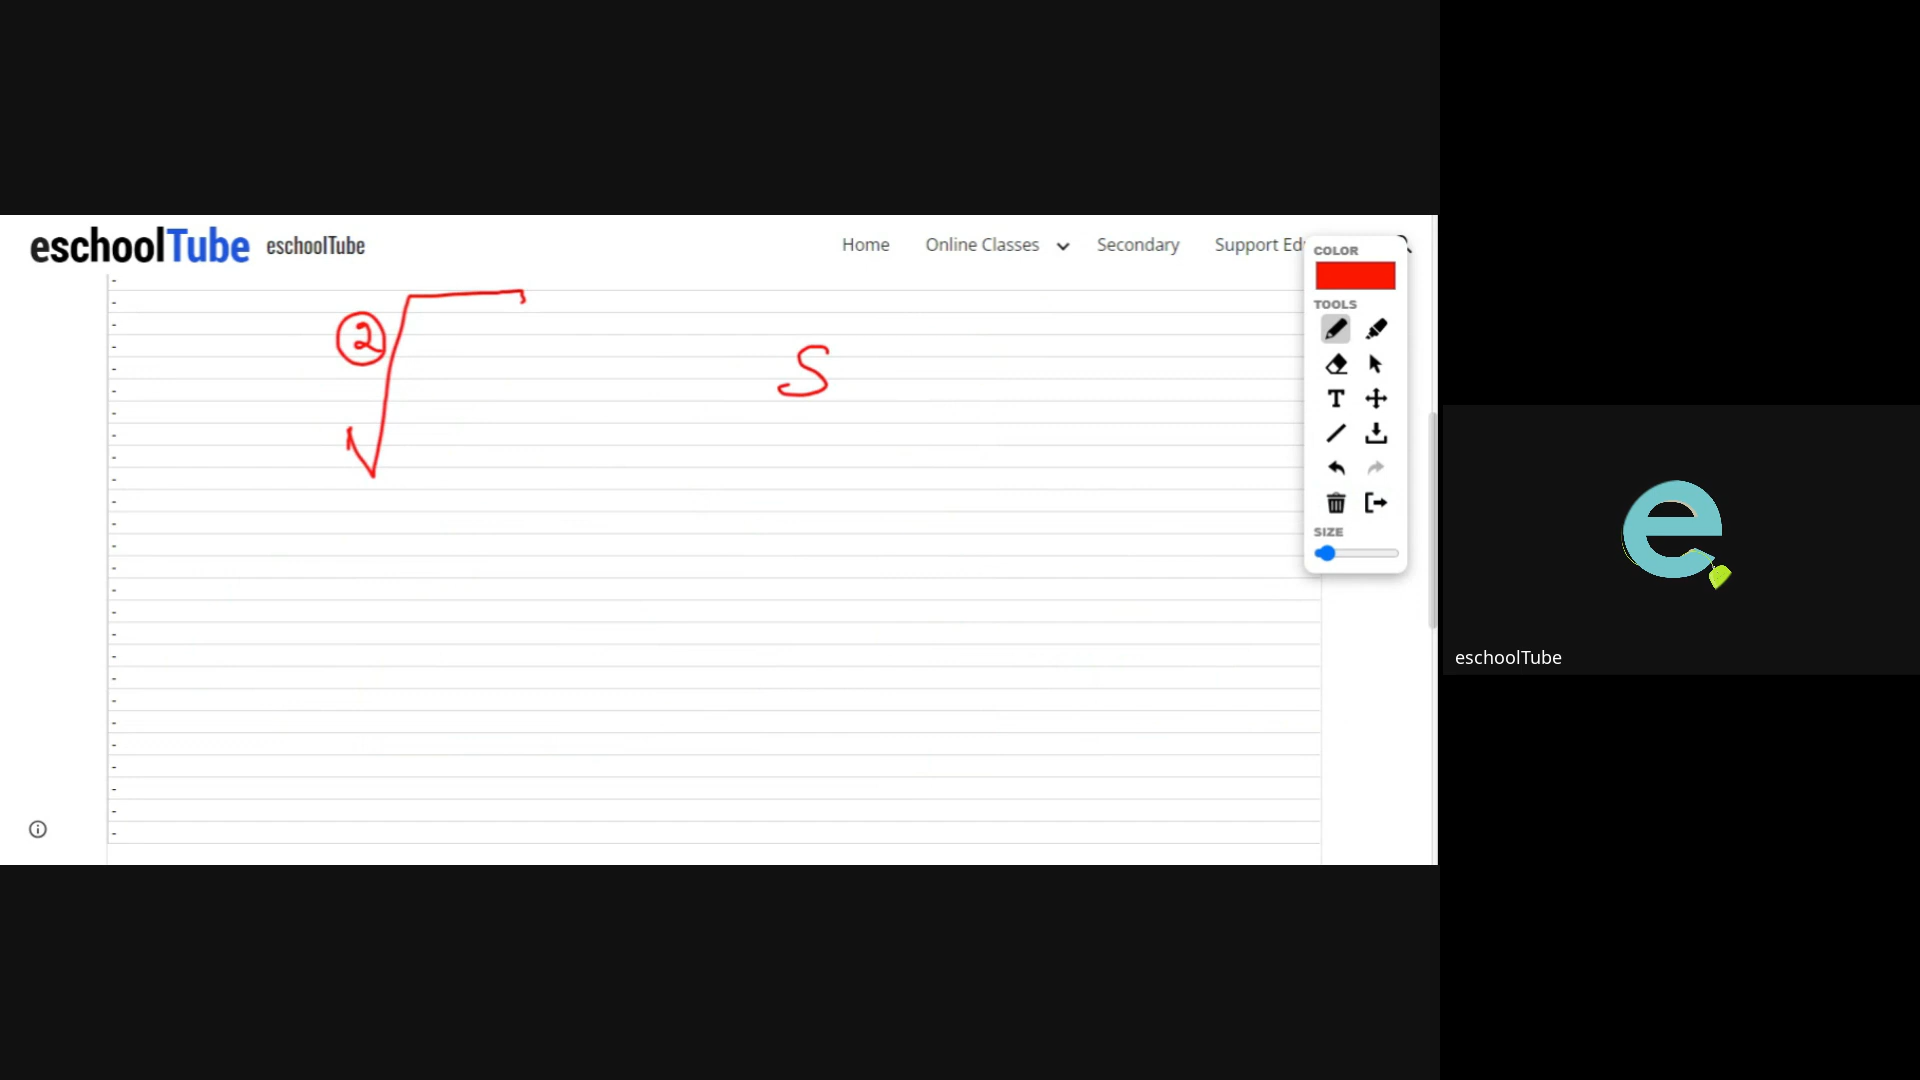 eschoolTube eschoolTube Home Online Classes Secondary Support Ed
COLOR
TOOLS
2√
S
SIZE
eschoolTube